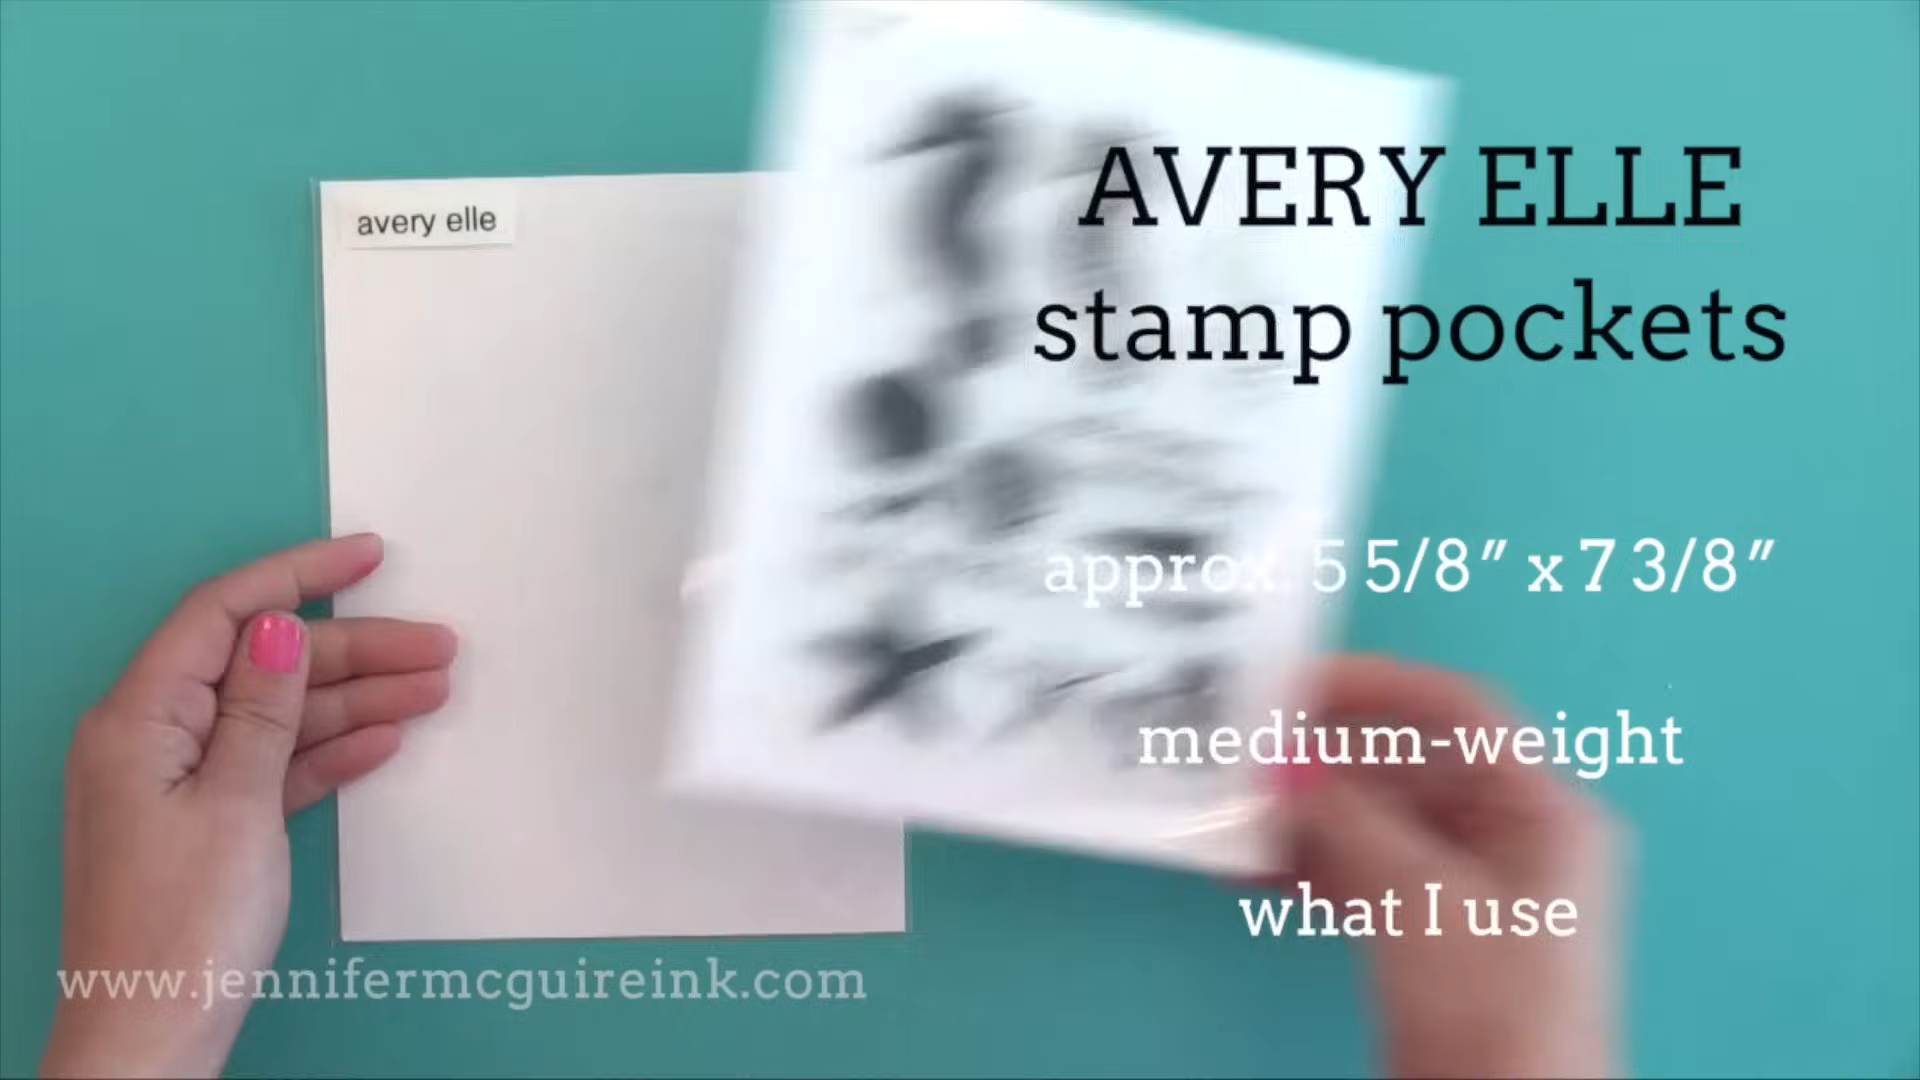 avery elle
AVERY ELLE
stamp pockets
approx. 5 5/8” x 7 3/8”
medium-weight
what I use
www.jennifermcguireink.com